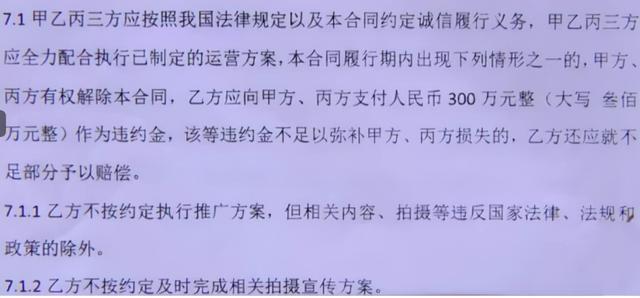 7.1 甲乙丙三方应按照我国法律规定以及本合同约定诚信履行义务，甲乙丙三方
应全力配合执行已制定的运营方案，本合同履行期内出现下列情形之一的，甲方、
丙方有权解除本合同，乙方应向甲方、丙方支付人民币 300 万元整（大写 叁佰
万元整）作为违约金，该等违约金不足以弥补甲方、丙方损失的，乙方还应就不
足部分予以赔偿。
7.1.1 乙方不按约定执行推广方案，但相关内容、拍摄等违反国家法律、法规和
政策的除外。
7.1.2 乙方不按约定及时完成相关拍摄宣传方案。